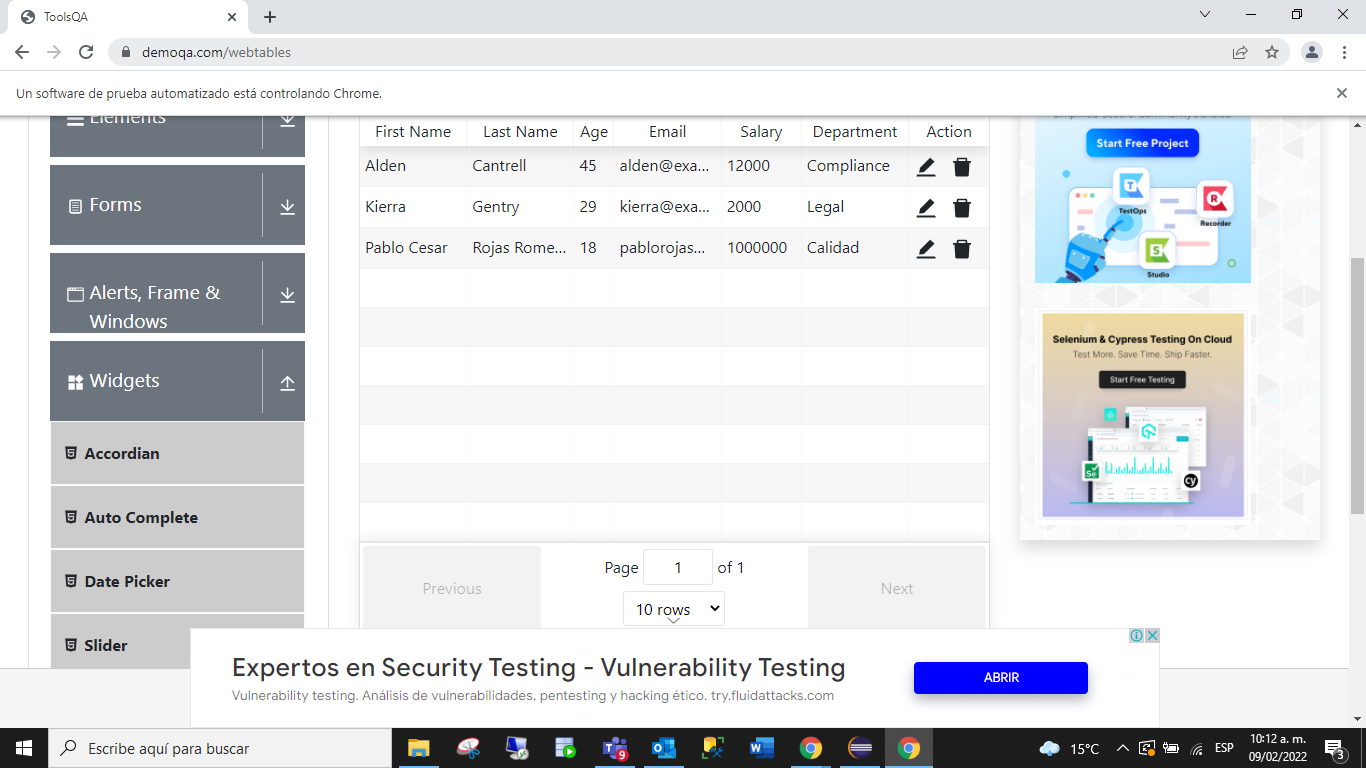 ToolsQA
demoqa.com/webtables
Un software de prueba automatizado está controlando Chrome.
Elements
Forms
Alerts, Frame &
Windows
Widgets
Accordian
Auto Complete
Date Picker
Slider
First Name Last Name Age Email Salary Department Action
Alden Cantrell 45 alden@exa... 12000 Compliance
Kierra Gentry 29 kierra@exa... 2000 Legal
Pablo Cesar Rojas Rome... 18 pablorojas... 1000000 Calidad
Previous
Page 1 of 1
10 rows
Next
Start Free Project
TestOps
Recorder
Studio
Selenium & Cypress Testing On Cloud
Test More. Save Time. Ship Faster.
Start Free Testing
Se
cy
Expertos en Security Testing - Vulnerability Testing
Vulnerability testing. Análisis de vulnerabilidades, pentesting y hacking ético. try.fluidattacks.com
ABRIR
Escribe aquí para buscar
9
15°C
ESP
10:12 a. m.
09/02/2022
3